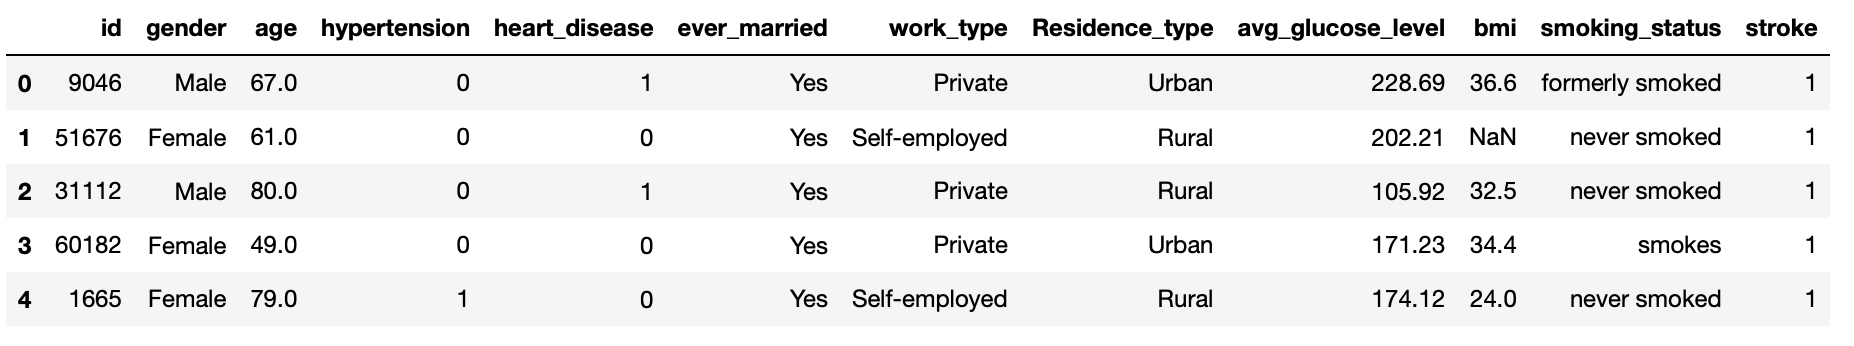 id gender age hypertension heart_disease ever_married work_type Residence_type avg_glucose_level bmi smoking_status stroke
0 9046 Male 67.0 0 1 Yes Private Urban 228.69 36.6 formerly smoked 1
1 51676 Female 61.0 0 0 Yes Self-employed Rural 202.21 NaN never smoked 1
2 31112 Male 80.0 0 1 Yes Private Rural 105.92 32.5 never smoked 1
3 60182 Female 49.0 0 0 Yes Private Urban 171.23 34.4 smokes 1
4 1665 Female 79.0 1 0 Yes Self-employed Rural 174.12 24.0 never smoked 1